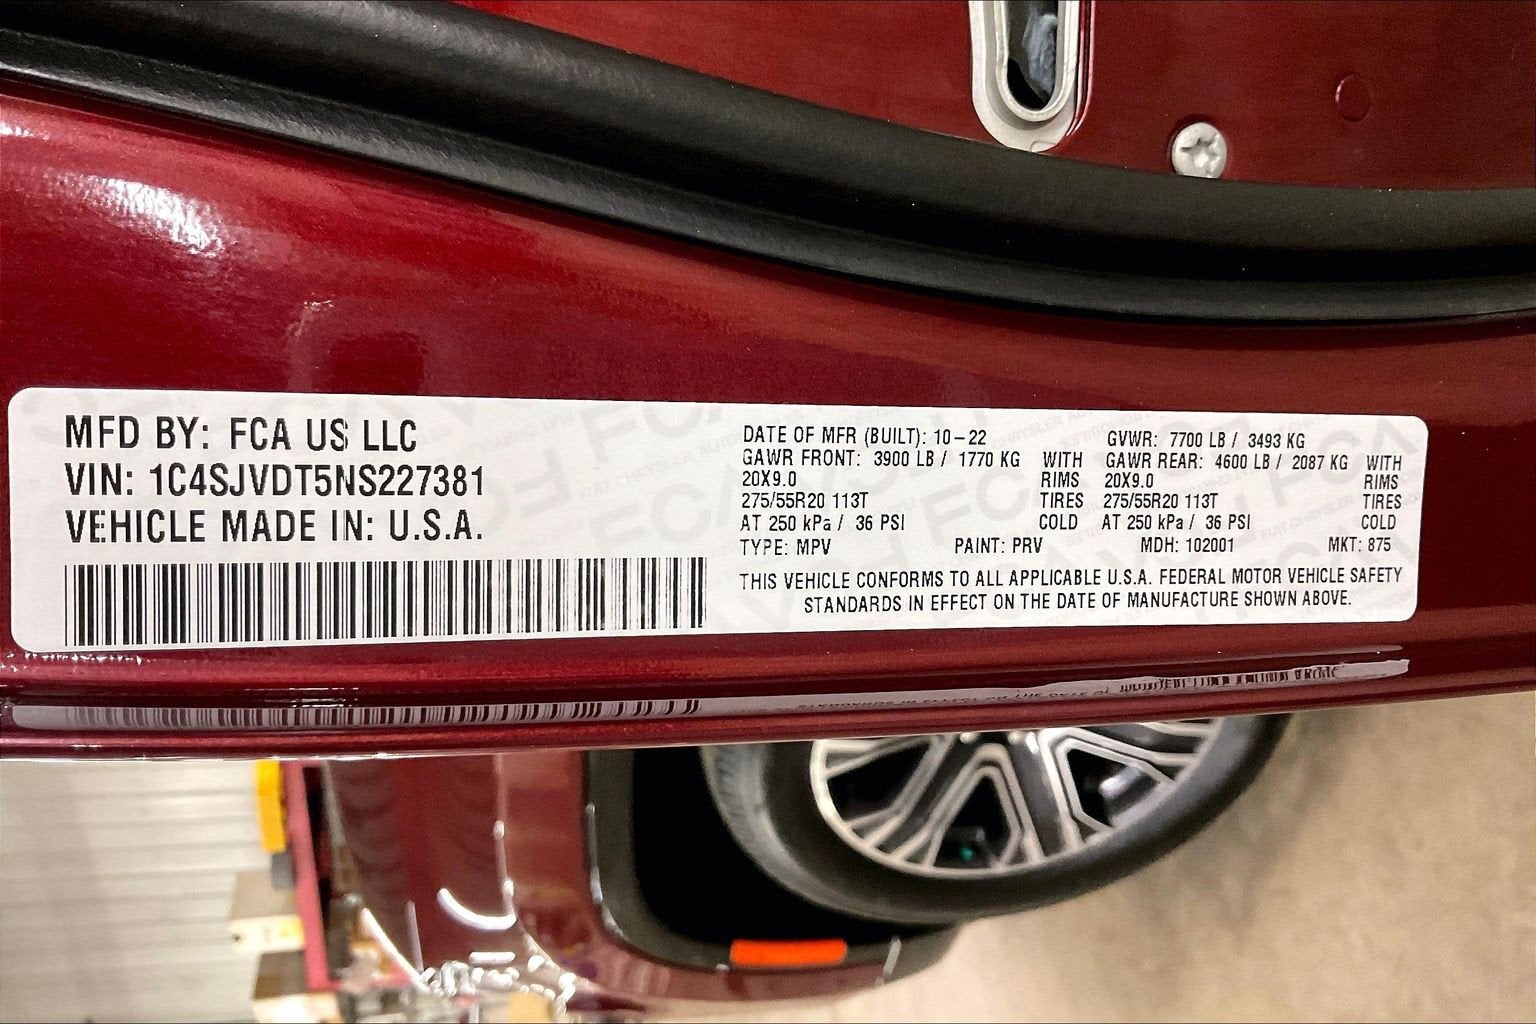 MFD BY: FCA US LLC
VIN: 1C4SJVDT5NS227381
VEHICLE MADE IN: U.S.A.
DATE OF MFR (BUILT): 10-22 GVWR: 7700 LB / 3493 KG
GAWR FRONT: 3900 LB / 1770 KG WITH GAWR REAR: 4600 LB / 2087 KG WITH
20X9.0 RIMS 20X9.0 RIMS
275/55R20 113T TIRES 275/55R20 113T TIRES
AT 250 kPa / 36 PSI COLD AT 250 kPa / 36 PSI COLD
TYPE: MPV PAINT: PRV MDH: 102001 MKT: 875
THIS VEHICLE CONFORMS TO ALL APPLICABLE U.S.A. FEDERAL MOTOR VEHICLE SAFETY
STANDARDS IN EFFECT ON THE DATE OF MANUFACTURE SHOWN ABOVE.